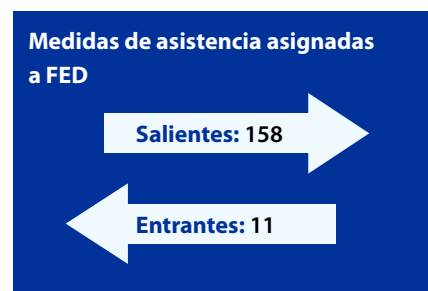 Medidas de asistencia asignadas
a FED
Salientes: 158
Entrantes: 11